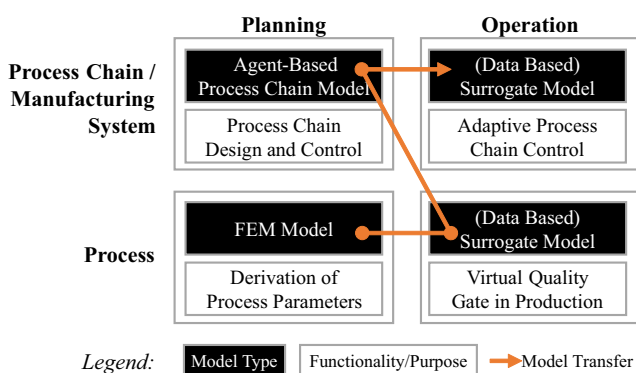 Planning
Operation
Process Chain /
Manufacturing
System
Agent-Based
Process Chain Model
(Data Based)
Surrogate Model
Process Chain
Design and Control
Adaptive Process
Chain Control
Process
FEM Model
(Data Based)
Surrogate Model
Derivation of
Process Parameters
Virtual Quality
Gate in Production
Legend:
Model Type
Functionality/Purpose
Model Transfer